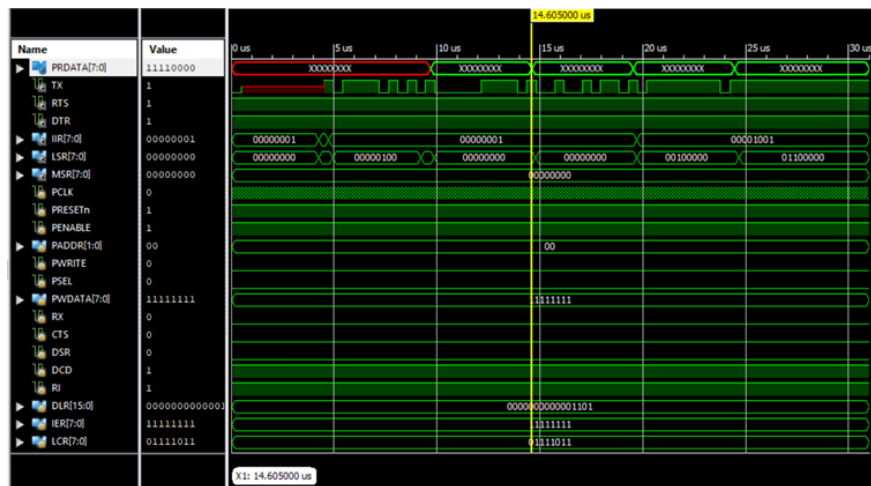 14.605000 us
Name Value 0 us 5 us 10 us 15 us 20 us 25 us 30 us
PRDATA[7:0] 11110000 XXXXXXXX XXXXXXXX XXXXXXXX XXXXXXXX XXXXXXXX
TX 1
RTS 1
DTR 1
IIR[7:0] 00000001 00000001 00000001 00001001
LSR[7:0] 00000000 00000000 00000100 00000000 00000000 00100000 01100000
MSR[7:0] 00000000 00000000
PCLK 0
PRESETn 1
PENABLE 1
PADDR[1:0] 00 00
PWRITE 0
PSEL 0
PWDATA[7:0] 11111111 11111111
RX 0
CTS 0
DSR 0
DCD 1
RI 1
DLR[15:0] 0000000000001 0000000000001101
IER[7:0] 11111111 11111111
LCR[7:0] 01111011 01111011
X1: 14.605000 us